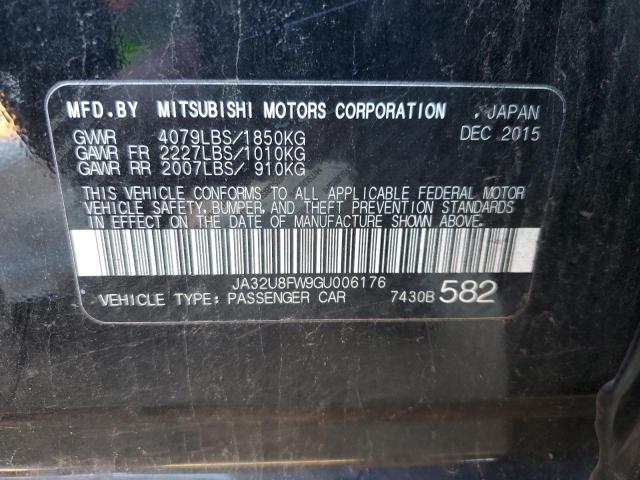 MFD.BY MITSUBISHI MOTORS CORPORATION , JAPAN
GVWR 4079LBS/1850KG DEC 2015
GAWR FR 2227LBS/1010KG
GAWR RR 2007LBS/ 910KG
THIS VEHICLE CONFORMS TO ALL APPLICABLE FEDERAL MOTOR
VEHICLE SAFETY, BUMPER, AND THEFT PREVENTION STANDARDS
IN EFFECT ON THE DATE OF MANUFACTURE SHOWN ABOVE.
JA32U8FW9GU006176
VEHICLE TYPE: PASSENGER CAR 7430B 582